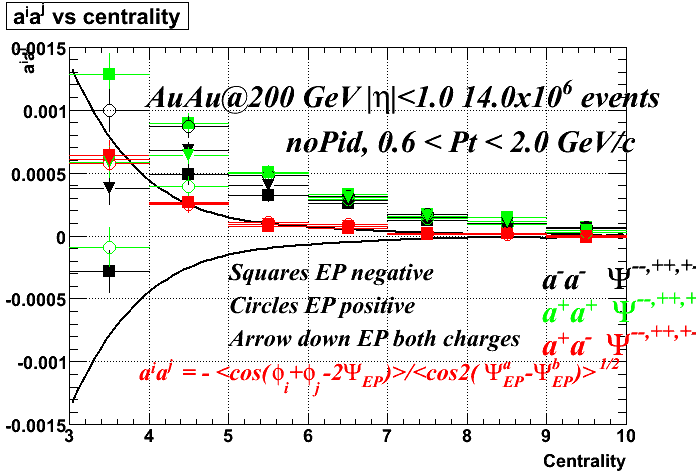 aⁱaʲ vs centrality
aⁱaʲ
0.0015
0.001
0.0005
0
-0.0005
-0.001
-0.0015
AuAu@200 GeV |η|<1.0 14.0x10⁶ events
noPid, 0.6 < Pt < 2.0 GeV/c
Squares EP negative
Circles EP positive
Arrow down EP both charges
a⁻a⁻ Ψ⁻⁻,⁺⁺,⁺
a⁺a⁺ Ψ⁻⁻,⁺⁺,⁺
a⁺a⁻ Ψ⁻⁻,⁺⁺,⁺
aⁱaʲ = - <cos(ϕᵢ+ϕⱼ-2Ψ_EP)>/<cos2( Ψᵃ_EP-Ψᵇ_EP)>^1/2
3 4 5 6 7 8 9 10
Centrality